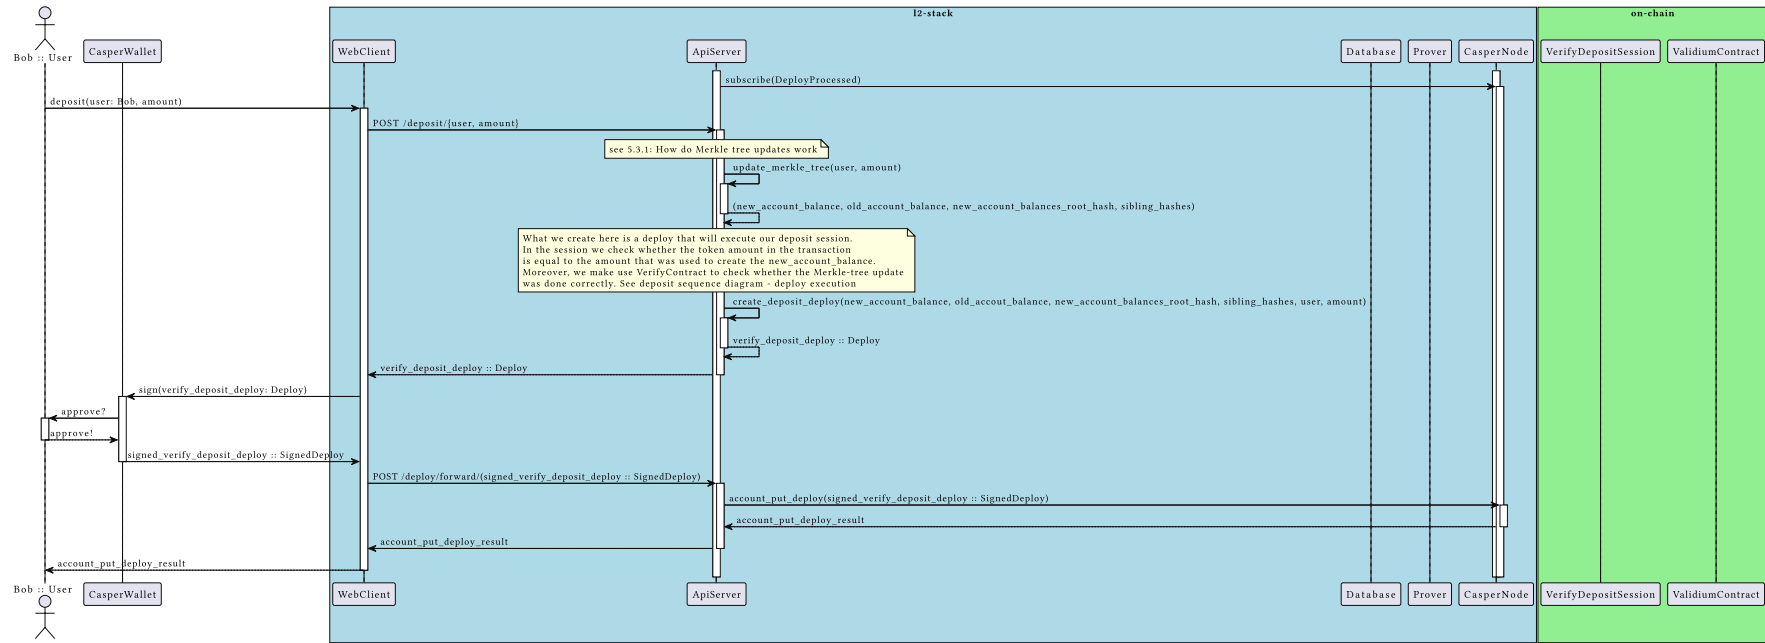 l2-stack
on-chain
Bob :: User
CasperWallet
WebClient
ApiServer
Database
Prover
CasperNode
VerifyDepositSession
ValidiumContract
subscribe(DeployProcessed)
deposit(user: Bob, amount)
POST /deposit/{user, amount}
see 5.3.1: How do Merkle tree updates work
update_merkle_tree(user, amount)
(new_account_balance, old_account_balance, new_account_balances_root_hash, sibling_hashes)
What we create here is a deploy that will execute our deposit session.
In the session we check whether the token amount in the transaction
is equal to the amount that was used to create the new_account_balance.
Moreover, we make use VerifyContract to check whether the Merkle-tree update
was done correctly. See deposit sequence diagram - deploy execution
create_deposit_deploy(new_account_balance, old_accout_balance, new_account_balances_root_hash, sibling_hashes, user, amount)
verify_deposit_deploy :: Deploy
verify_deposit_deploy :: Deploy
sign(verify_deposit_deploy: Deploy)
approve?
approve!
signed_verify_deposit_deploy :: SignedDeploy
POST /deploy/forward/(signed_verify_deposit_deploy :: SignedDeploy)
account_put_deploy(signed_verify_deposit_deploy :: SignedDeploy)
account_put_deploy_result
account_put_deploy_result
account_put_deploy_result
Bob :: User
CasperWallet
WebClient
ApiServer
Database
Prover
CasperNode
VerifyDepositSession
ValidiumContract